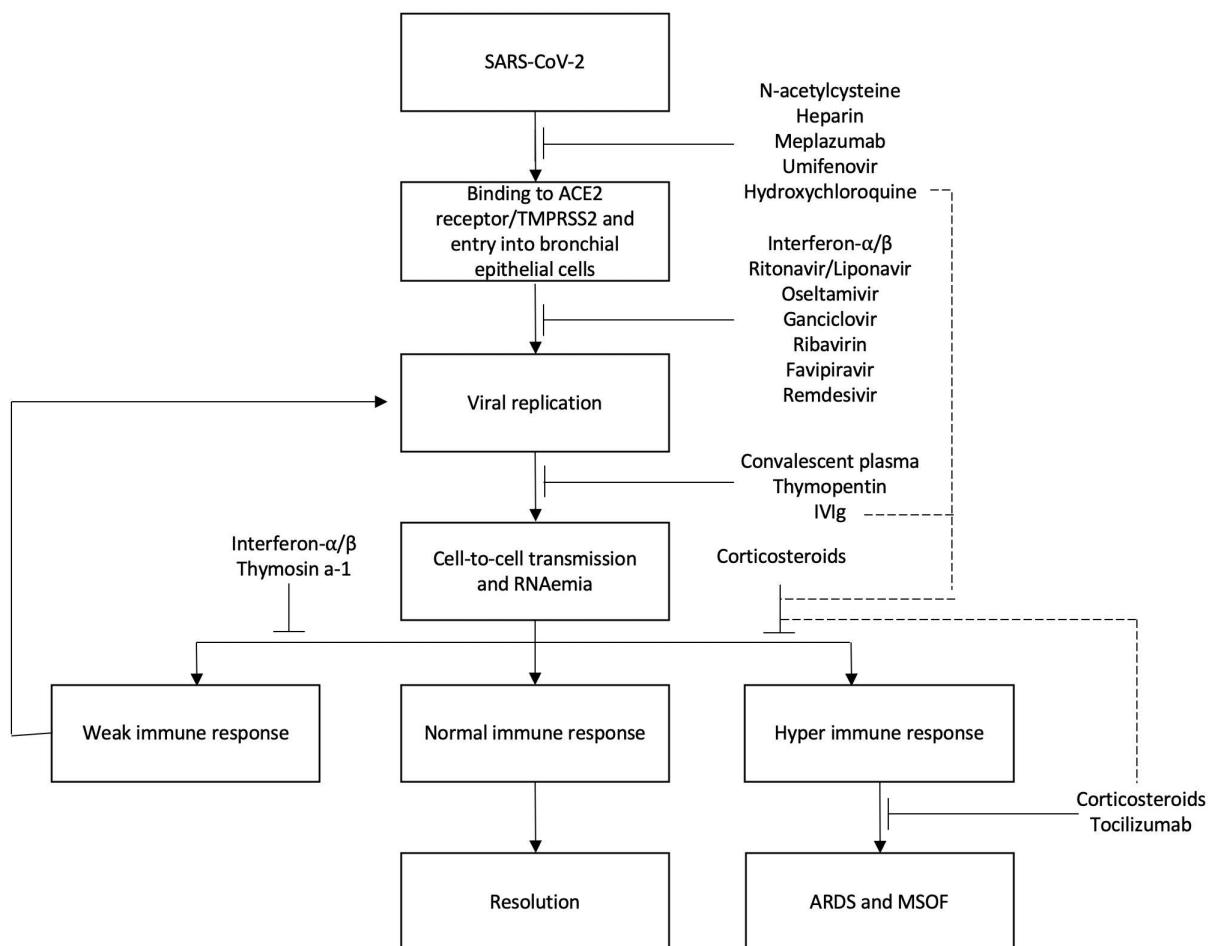 SARS-CoV-2
N-acetylcysteine
Heparin
Meplazumab
Umifenovir
Hydroxychloroquine
Binding to ACE2
receptor/TMPRSS2 and
entry into bronchial
epithelial cells
Interferon-α/β
Ritonavir/Liponavir
Oseltamivir
Ganciclovir
Ribavirin
Favipiravir
Remdesivir
Viral replication
Convalescent plasma
Thymopentin
IVIg
Interferon-α/β
Thymosin a-1
Cell-to-cell transmission
and RNAemia
Corticosteroids
Weak immune response
Normal immune response
Hyper immune response
Corticosteroids
Tocilizumab
Resolution
ARDS and MSOF